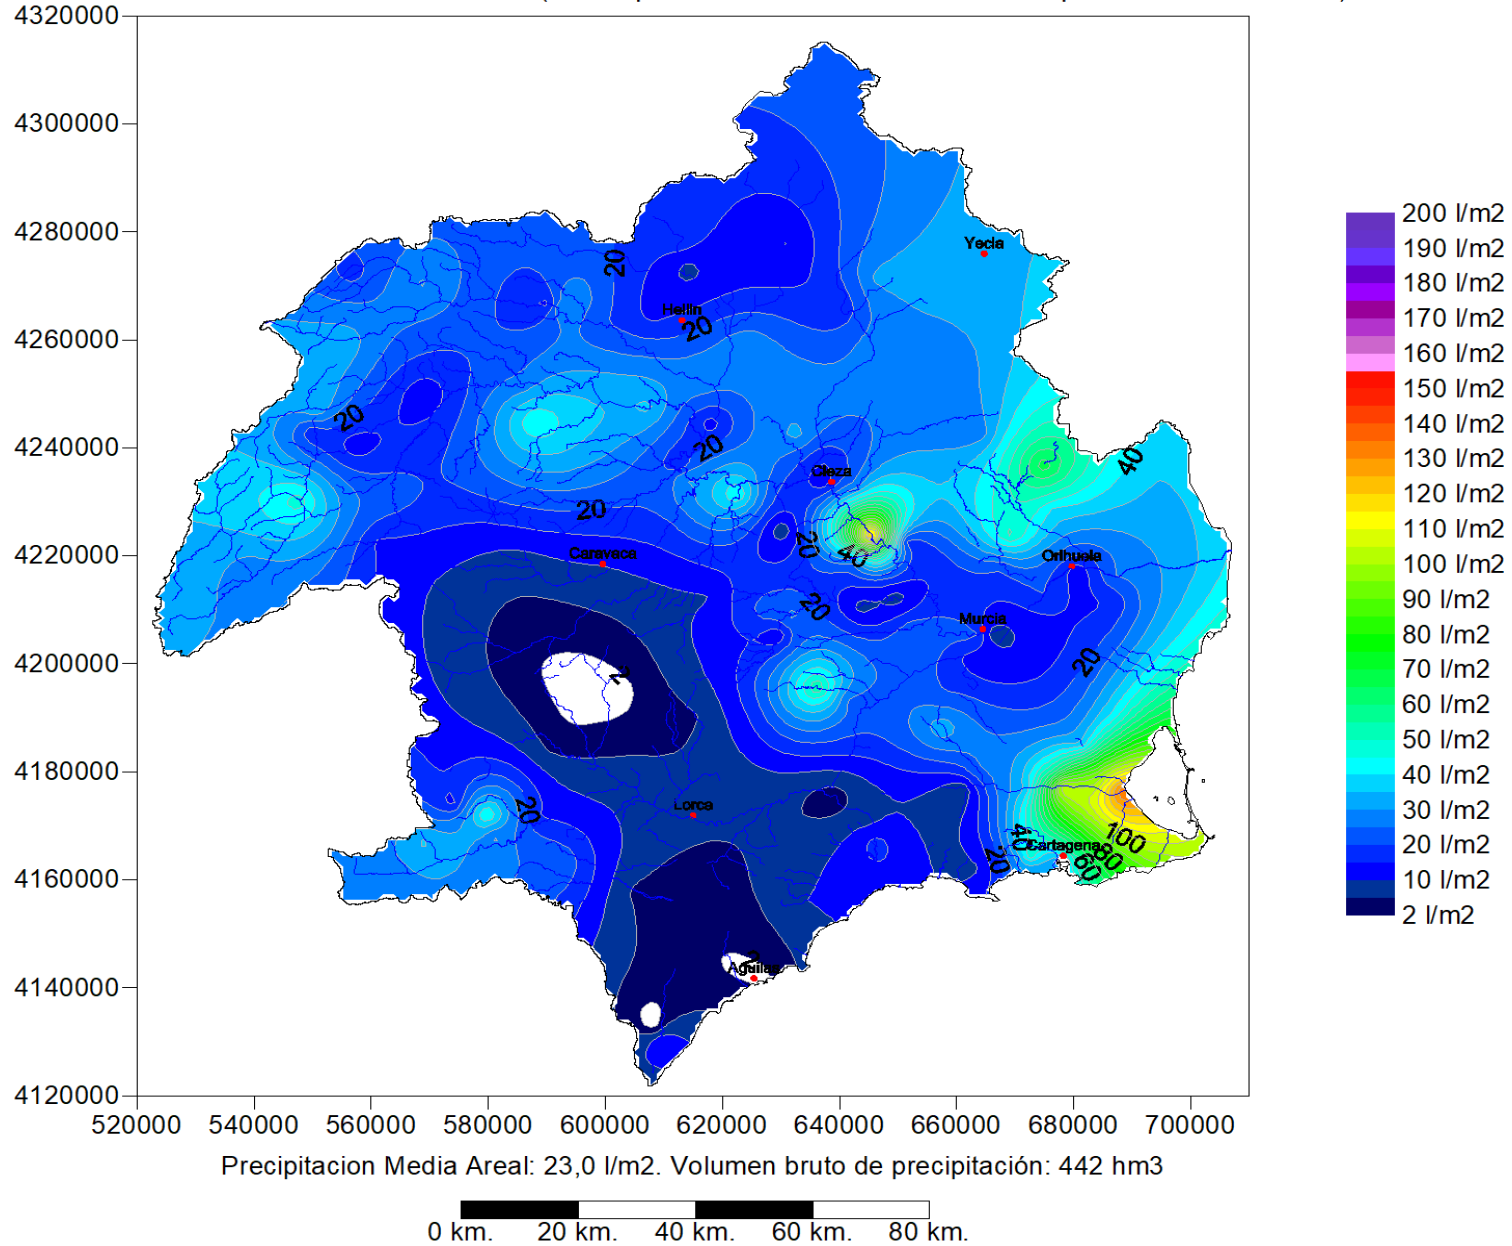 4320000
4300000
4280000
4260000
4240000
4220000
4200000
4180000
4160000
4140000
4120000
520000 540000 560000 580000 600000 620000 640000 660000 680000 700000
Yecla
20
Hellin
20
20
20
40
Cieza
20
Caravaca
20
40
Orihuela
20
Murcia
20
2
20
Lorca
40
100
Cartagena
80
60
20
2
Aguilas
200 l/m2
190 l/m2
180 l/m2
170 l/m2
160 l/m2
150 l/m2
140 l/m2
130 l/m2
120 l/m2
110 l/m2
100 l/m2
90 l/m2
80 l/m2
70 l/m2
60 l/m2
50 l/m2
40 l/m2
30 l/m2
20 l/m2
10 l/m2
2 l/m2
Precipitacion Media Areal: 23,0 l/m2. Volumen bruto de precipitación: 442 hm3
0 km. 20 km. 40 km. 60 km. 80 km.